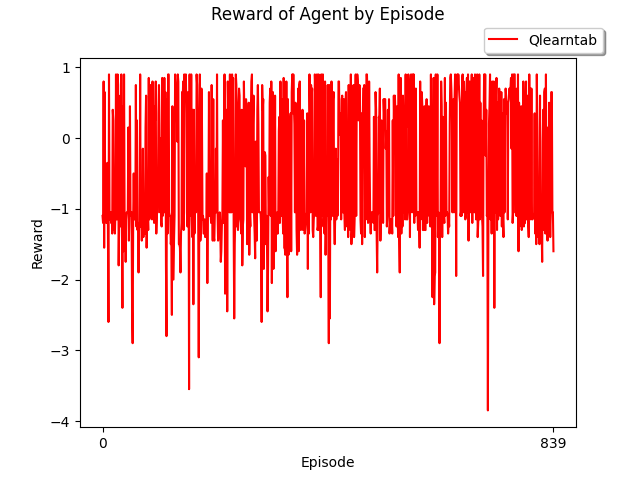 Reward of Agent by Episode
Qlearntab
1
0
−1
−2
−3
−4
Reward
0
839
Episode